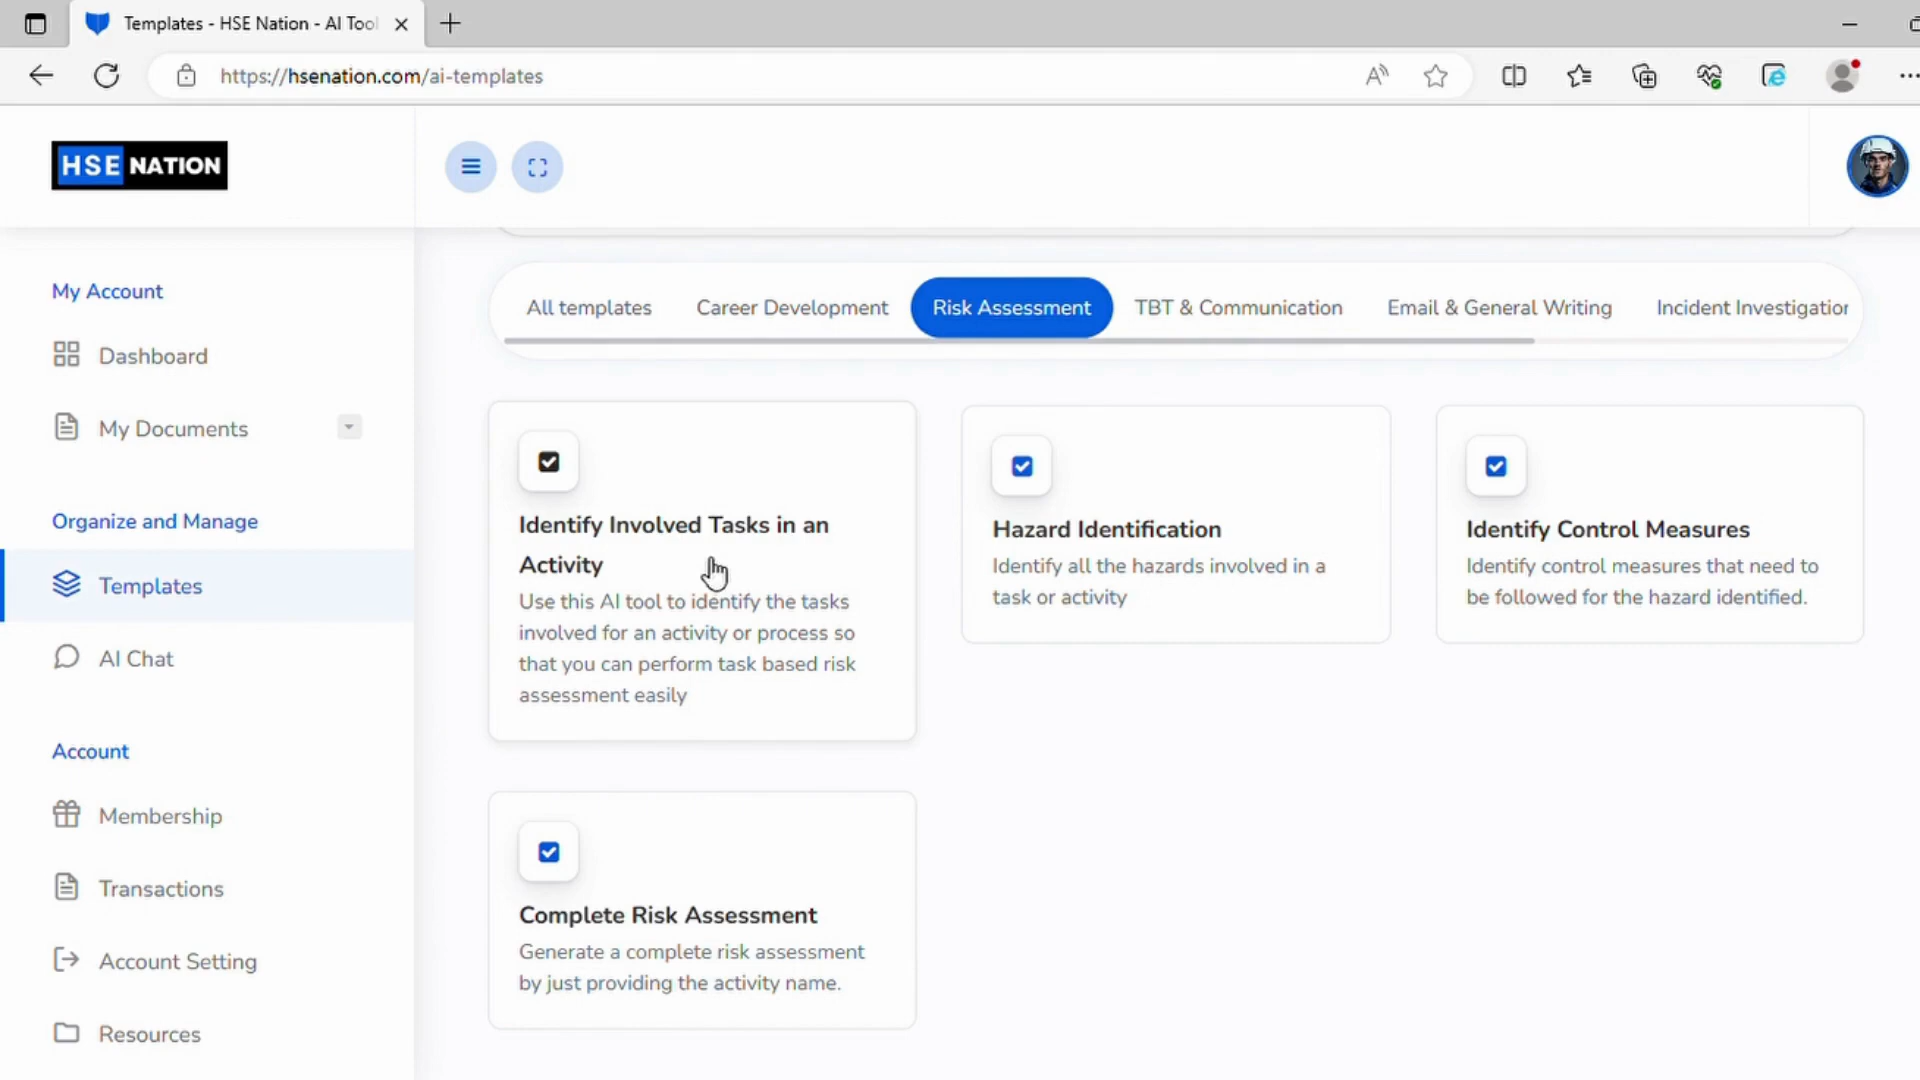 Templates - HSE Nation - AI Tool
https://hsenation.com/ai-templates
HSE NATION
My Account
Dashboard
My Documents
Organize and Manage
Templates
AI Chat
Account
Membership
Transactions
Account Setting
Resources
All templates Career Development Risk Assessment TBT & Communication Email & General Writing Incident Investigation
Identify Involved Tasks in an
Activity
Use this AI tool to identify the tasks
involved for an activity or process so
that you can perform task based risk
assessment easily
Hazard Identification
Identify all the hazards involved in a
task or activity
Identify Control Measures
Identify control measures that need to
be followed for the hazard identified.
Complete Risk Assessment
Generate a complete risk assessment
by just providing the activity name.